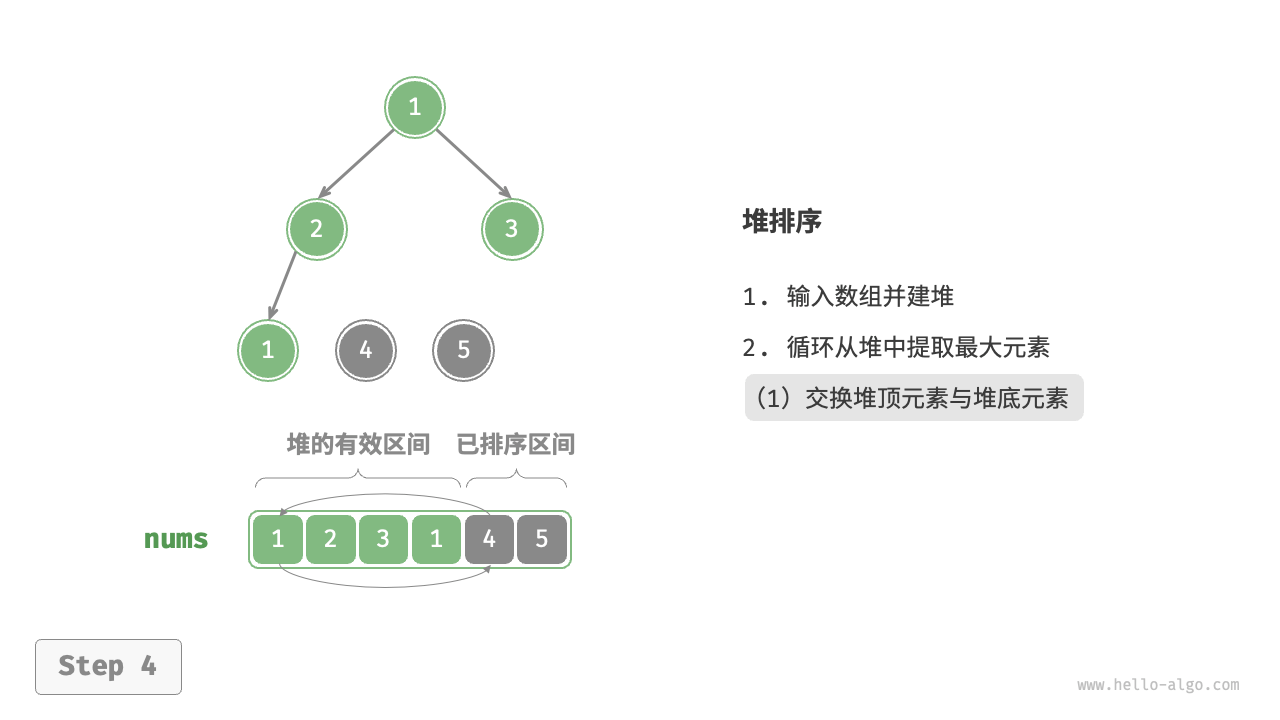 1
2 3
1 4 5
堆的有效区间 已排序区间
nums 1 2 3 1 4 5
堆排序
1. 输入数组并建堆
2. 循环从堆中提取最大元素
（1）交换堆顶元素与堆底元素
Step 4
www.hello-algo.com